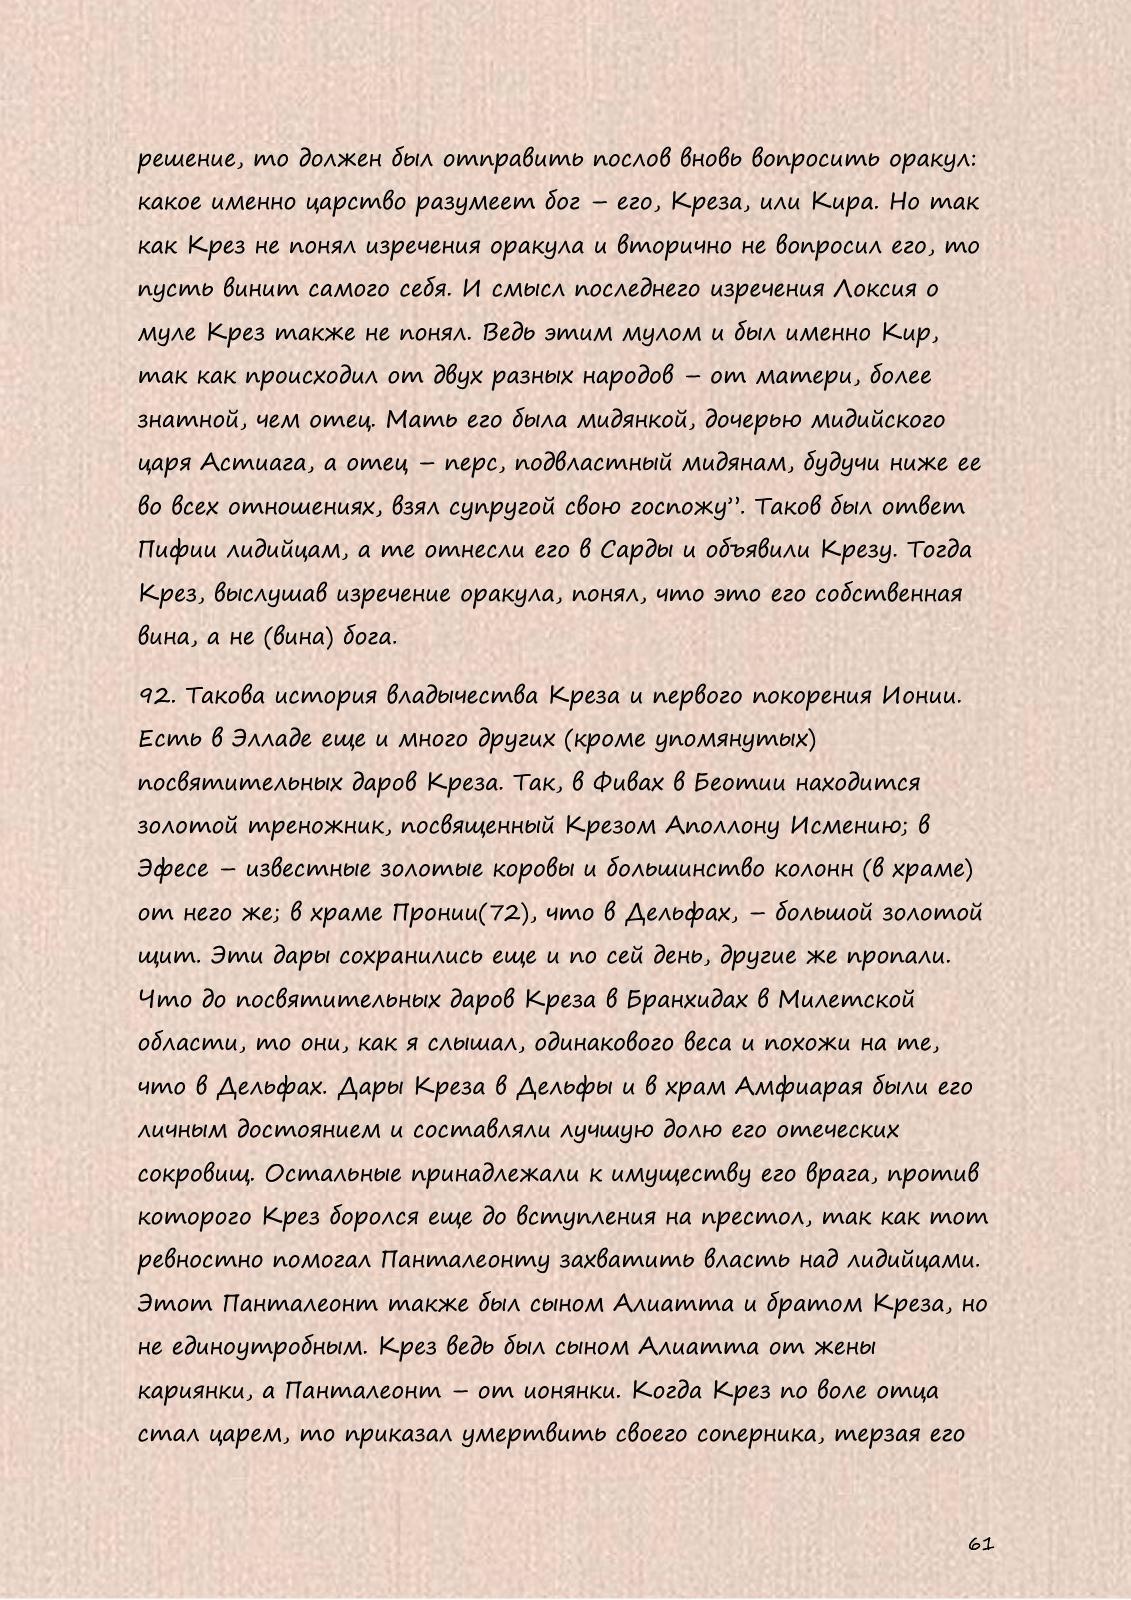 решение, то должен был отправить послов вновь вопросить оракул:
какое именно царство разумеет бог – его, Креза, или Кира. Но так
как Крез не понял изречения оракула и вторично не вопросил его, то
пусть винит самого себя. И смысл последнего изречения Локсия о
муле Крез также не понял. Ведь этим мулом и был именно Кир,
так как происходил от двух разных народов – от матери, более
знатной, чем отец. Мать его была мидянкой, дочерью мидийского
царя Астиага, а отец – перс, подвластный мидянам, будучи ниже ее
во всех отношениях, взял супругой свою госпожу”. Таков был ответ
Пифии лидийцам, а те отнесли его в Сарды и объявили Крезу. Тогда
Крез, выслушав изречение оракула, понял, что это его собственная
вина, а не (вина) бога.
92. Такова история владычества Креза и первого покорения Ионии.
Есть в Элладе еще и много других (кроме упомянутых)
посвятительных даров Креза. Так, в Фивах в Беотии находится
золотой треножник, посвященный Крезом Аполлону Исмению; в
Эфесе – известные золотые коровы и большинство колонн (в храме)
от него же; в храме Пронии(72), что в Дельфах, – большой золотой
щит. Эти дары сохранились еще и по сей день, другие же пропали.
Что до посвятительных даров Креза в Бранхидах в Милетской
области, то они, как я слышал, одинакового веса и похожи на те,
что в Дельфах. Дары Креза в Дельфы и в храм Амфиарая были его
личным достоянием и составляли лучшую долю его отеческих
сокровищ. Остальные принадлежали к имуществу его врага, против
которого Крез боролся еще до вступления на престол, так как тот
ревностно помогал Панталеонту захватить власть над лидийцами.
Этот Панталеонт также был сыном Алиатта и братом Креза, но
не единоутробным. Крез ведь был сыном Алиатта от жены
кариянки, а Панталеонт – от ионянки. Когда Крез по воле отца
стал царем, то приказал умертвить своего соперника, терзая его
61